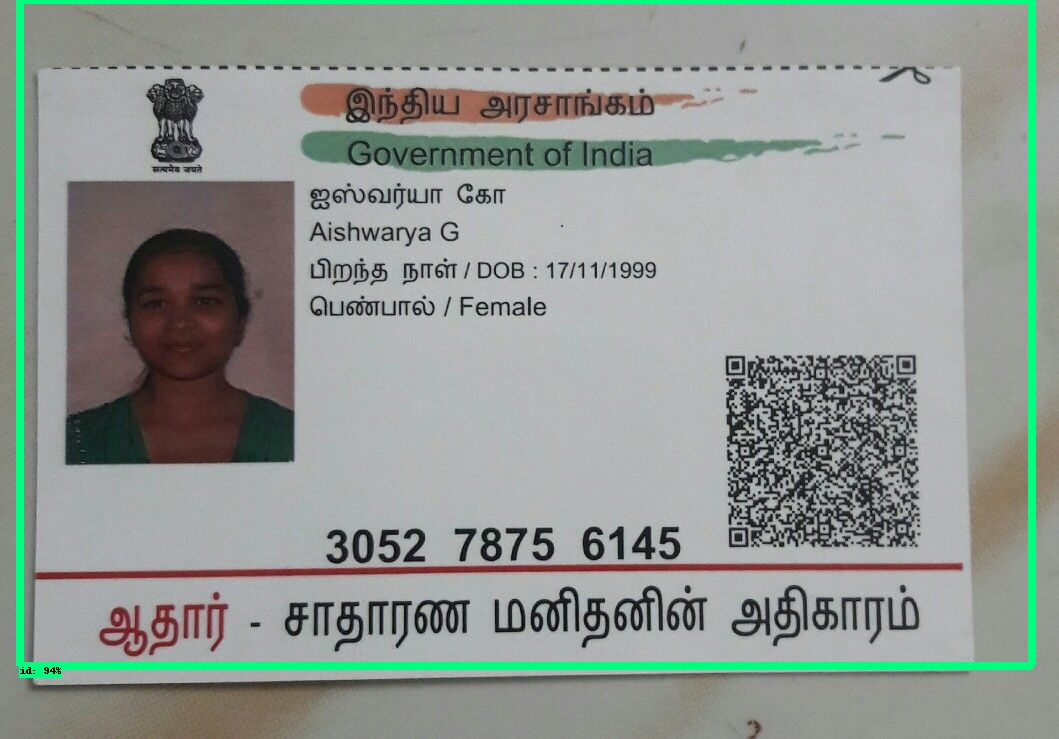 सत्यमेव जयते
இந்திய அரசாங்கம்
Government of India
ஐஸ்வர்யா கோ
Aishwarya G
பிறந்த நாள் / DOB : 17/11/1999
பெண்பால் / Female
3052 7875 6145
ஆதார் - சாதாரண மனிதனின் அதிகாரம்
id: 94%